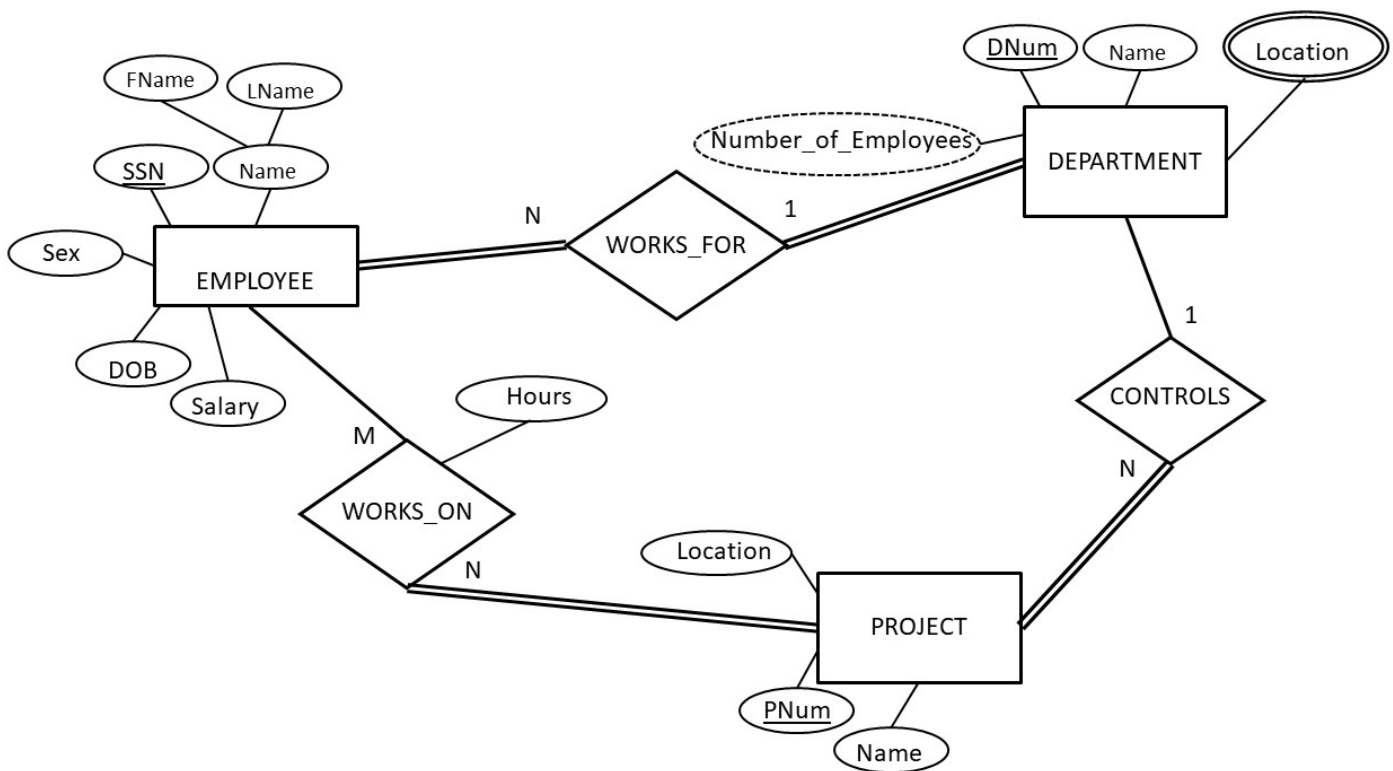 DNum
Name
Location
FName
LName
Number_of_Employees
DEPARTMENT
SSN
Name
N
1
WORKS_FOR
Sex
EMPLOYEE
1
DOB
Salary
Hours
CONTROLS
M
N
WORKS_ON
N
Location
PROJECT
PNum
Name